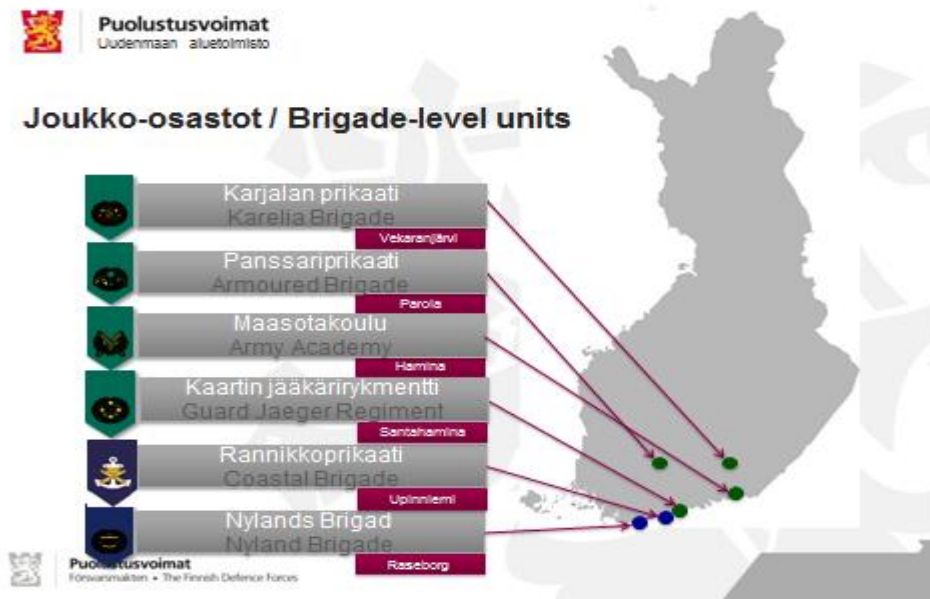 Puolustusvoimat
Uudenmaan aluetoimisto
Joukko-osastot / Brigade-level units
Karjalan prikaati
Karelia Brigade
Vekaranjärvi
Panssariprikaati
Armoured Brigade
Parola
Maasotakoulu
Army Academy
Hamina
Kaartin jääkärirykmentti
Guard Jaeger Regiment
Santahamina
Rannikkoprikaati
Coastal Brigade
Upinniemi
Nylands Brigad
Nyland Brigade
Raseborg
Puolustusvoimat
Försvarsmakten • The Finnish Defence Forces